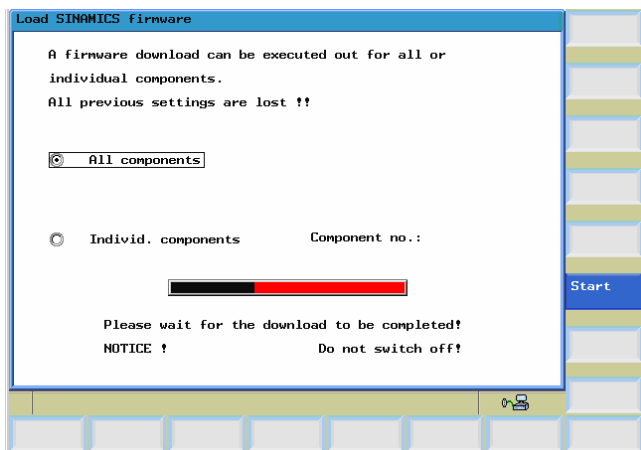 Load SINAMICS firmware
A firmware download can be executed out for all or
individual components.
All previous settings are lost !!
All components
Individ. components Component no.:
Start
Please wait for the download to be completed!
NOTICE ! Do not switch off!